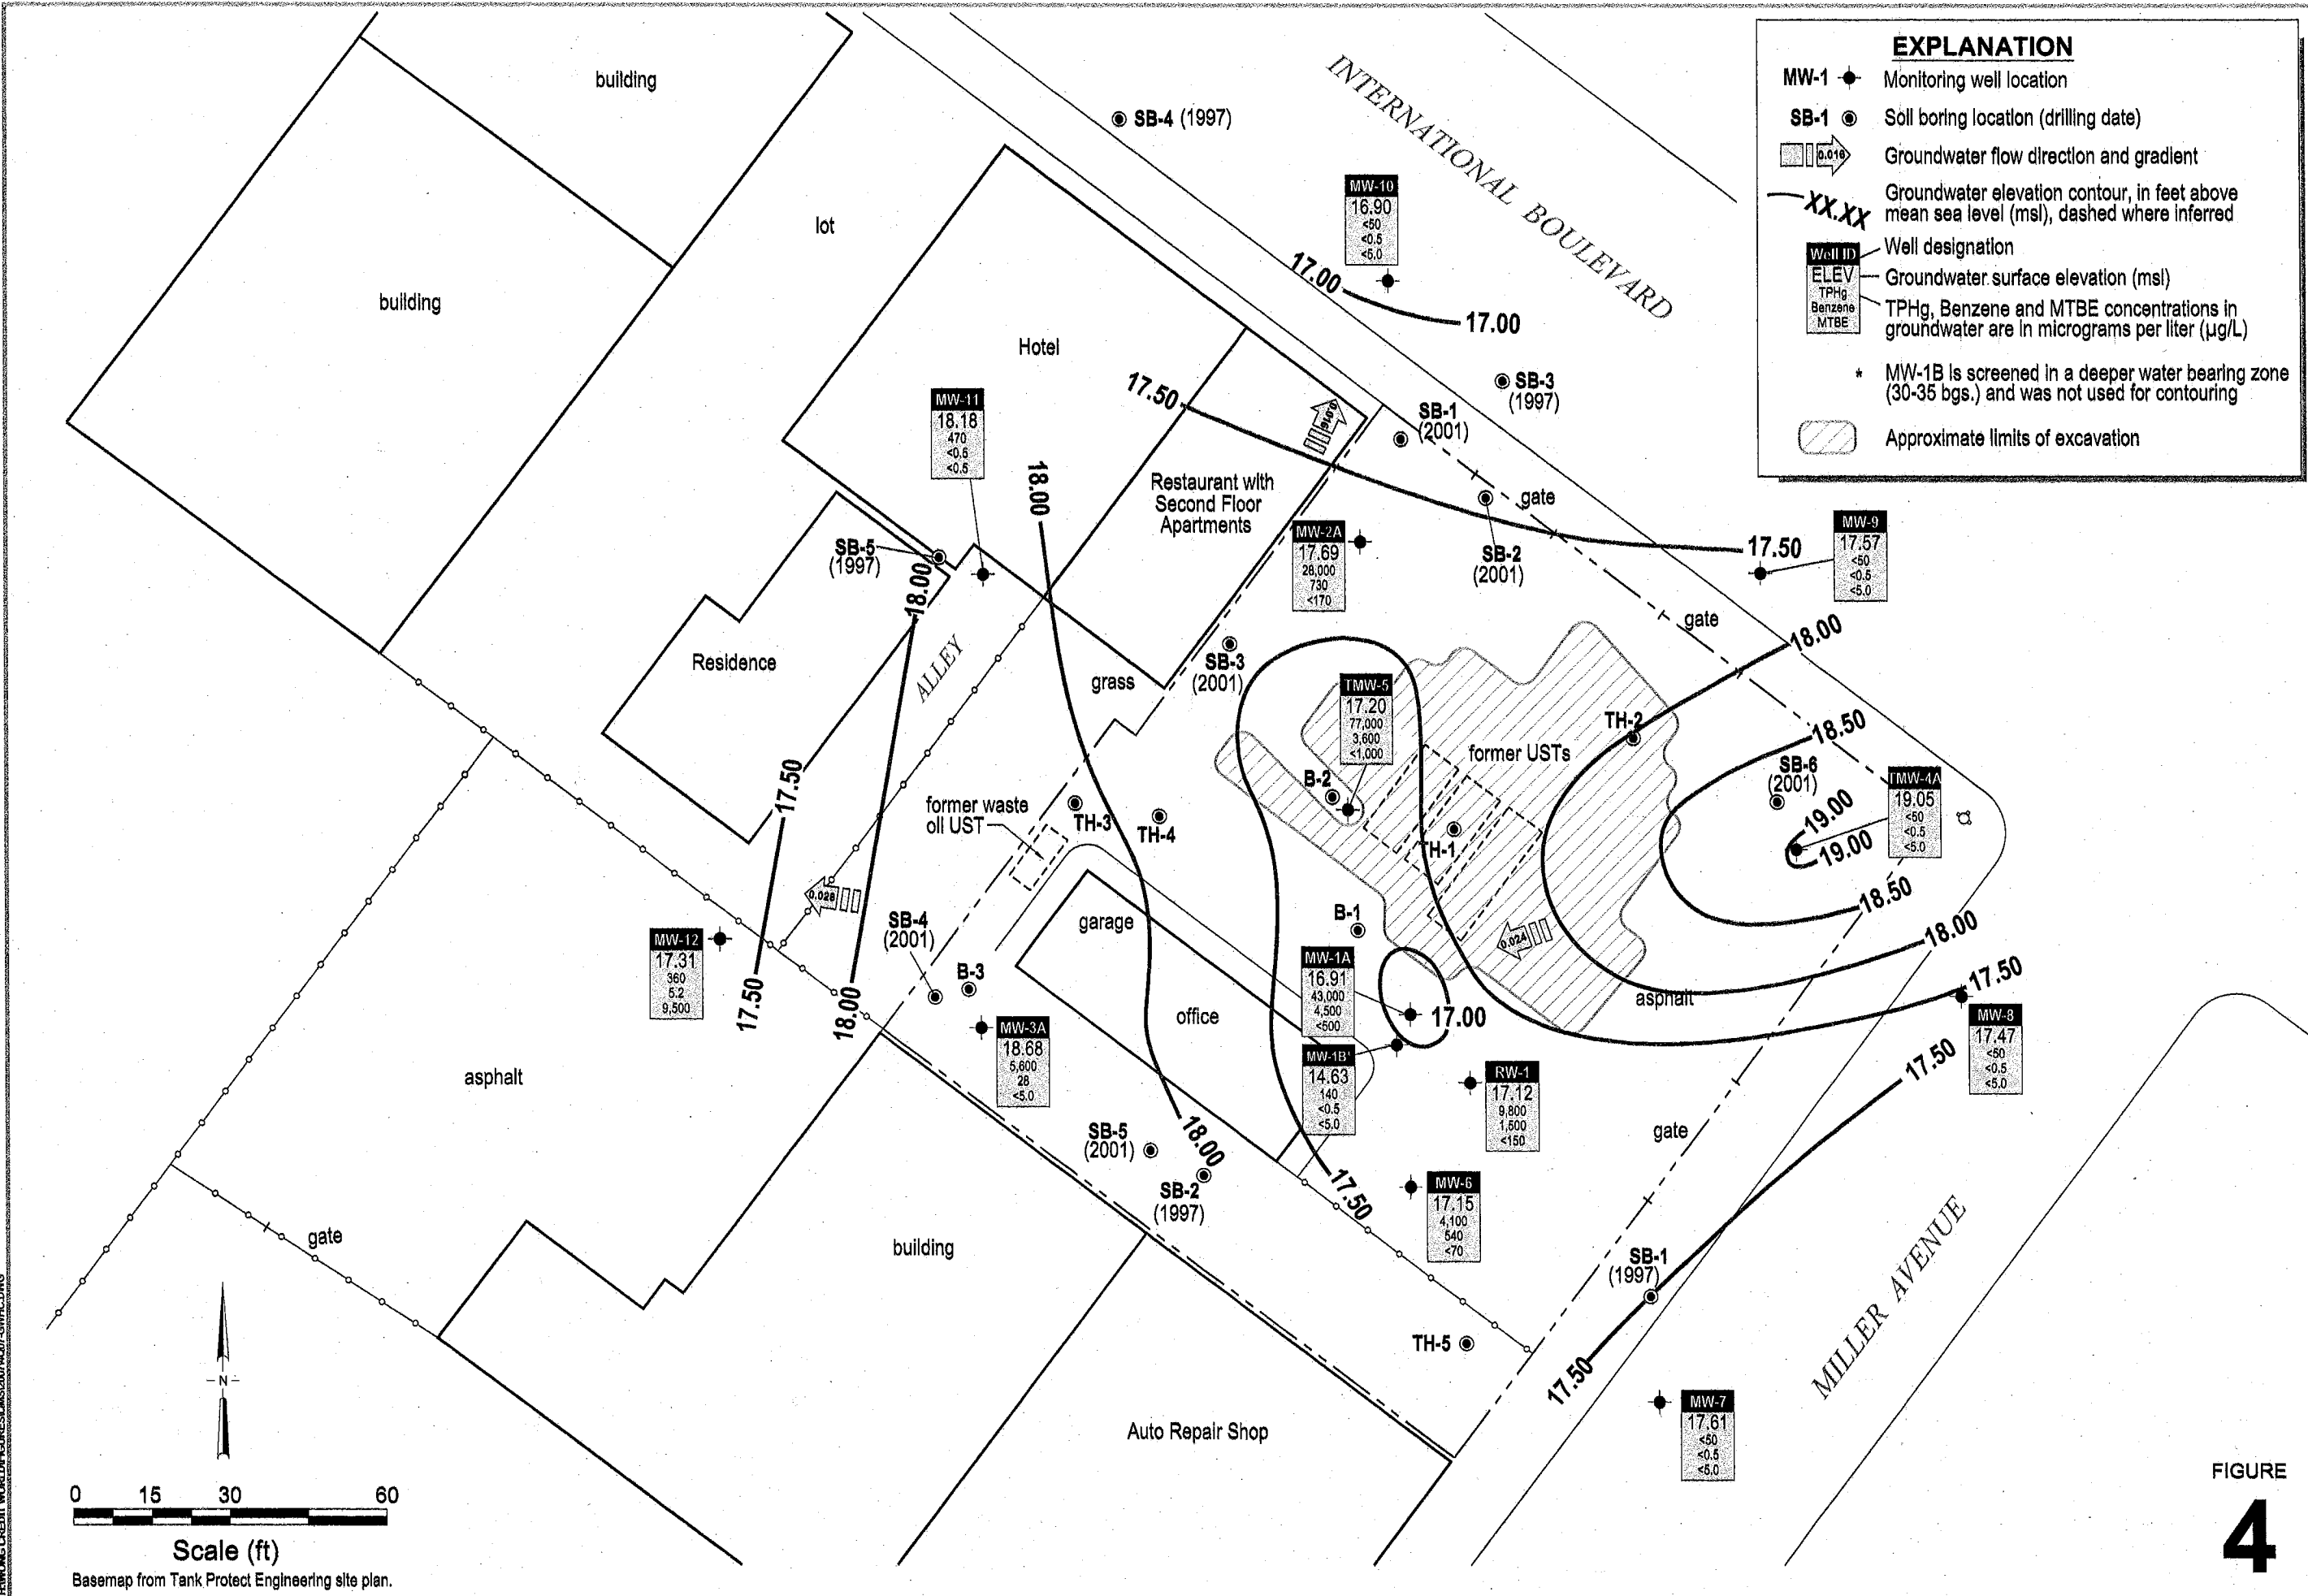 EXPLANATION
MW-1 Monitoring well location
SB-1 Soil boring location (drilling date)
0.016 Groundwater flow direction and gradient
XX.XX Groundwater elevation contour, in feet above
mean sea level (msl), dashed where inferred
Well ID Well designation
ELEV Groundwater surface elevation (msl)
TPHg
Benzene
MTBE
TPHg, Benzene and MTBE concentrations in
groundwater are in micrograms per liter (µg/L)
* MW-1B is screened in a deeper water bearing zone
(30-35 bgs.) and was not used for contouring
Approximate limits of excavation
building
SB-4 (1997)
INTERNATIONAL BOULEVARD
lot
building
MW-10
16.90
<50
<0.5
<5.0
17.00
17.00
Hotel
17.50
SB-3
(1997)
SB-1
(2001)
0.016
MW-11
18.18
470
<0.5
<0.5
18.00
Restaurant with
Second Floor
Apartments
gate
SB-2
(2001)
MW-2A
17.69
28,000
730
<170
17.50
MW-9
17.57
<50
<0.5
<5.0
SB-5
(1997)
18.00
gate
18.00
Residence
ALLEY
grass
SB-3
(2001)
TMW-5
17.20
77,000
3,600
<1,000
TH-2
former USTs
18.50
SB-6
(2001)
TMW-4A
19.05
<50
<0.5
<5.0
19.00
19.00
17.50
former waste
oil UST
TH-3
TH-4
B-2
TH-1
0.028
SB-4
(2001)
garage
B-1
0.024
18.50
18.00
MW-12
17.31
360
5.2
9,500
17.50
18.00
B-3
MW-3A
18.68
5,600
28
<5.0
office
MW-1A
16.91
43,000
4,500
<500
17.00
asphalt
17.50
MW-8
17.47
<50
<0.5
<5.0
MW-1B*
14.63
140
<0.5
<5.0
RW-1
17.12
9,800
1,500
<150
17.50
asphalt
SB-5
(2001)
18.00
SB-2
(1997)
17.50
MW-6
17.15
4,100
540
<70
gate
gate
building
SB-1
(1997)
MILLER AVENUE
TH-5
17.50
MW-7
17.61
<50
<0.5
<5.0
Auto Repair Shop
N
0 15 30 60
Scale (ft)
Basemap from Tank Protect Engineering site plan.
FIGURE
4